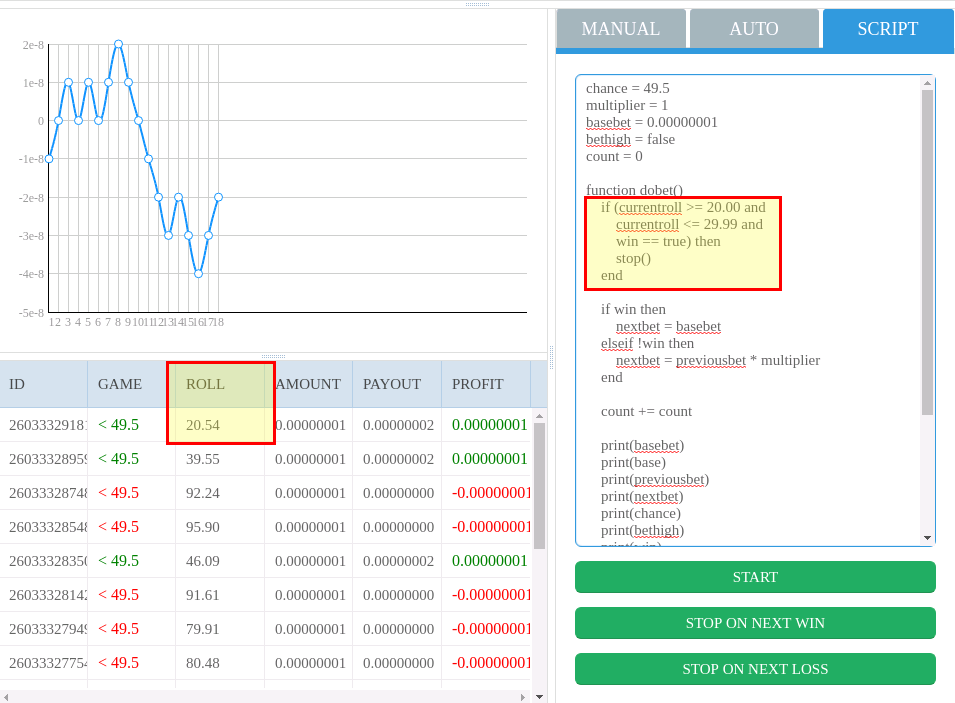 MANUAL AUTO SCRIPT
2e-8
1e-8
0
-1e-8
-2e-8
-3e-8
-4e-8
-5e-8
1 2 3 4 5 6 7 8 9 10 11 12 13 14 15 16 17 18
chance = 49.5
multiplier = 1
basebet = 0.00000001
bethigh = false
count = 0
function dobet()
if (currentroll >= 20.00 and
currentroll <= 29.99 and
win == true) then
stop()
end
if win then
nextbet = basebet
elseif !win then
nextbet = previousbet * multiplier
end
count += count
print(basebet)
print(base)
print(previousbet)
print(nextbet)
print(chance)
print(bethigh)
print(win)
START
STOP ON NEXT WIN
STOP ON NEXT LOSS
ID GAME ROLL AMOUNT PAYOUT PROFIT
2603332918 < 49.5 20.54 0.00000001 0.00000002 0.00000001
2603332895 < 49.5 39.55 0.00000001 0.00000002 0.00000001
2603332874 < 49.5 92.24 0.00000001 0.00000000 -0.00000001
2603332854 < 49.5 95.90 0.00000001 0.00000000 -0.00000001
2603332835 < 49.5 46.09 0.00000001 0.00000002 0.00000001
2603332814 < 49.5 91.61 0.00000001 0.00000000 -0.00000001
2603332794 < 49.5 79.91 0.00000001 0.00000000 -0.00000001
2603332775 < 49.5 80.48 0.00000001 0.00000000 -0.00000001